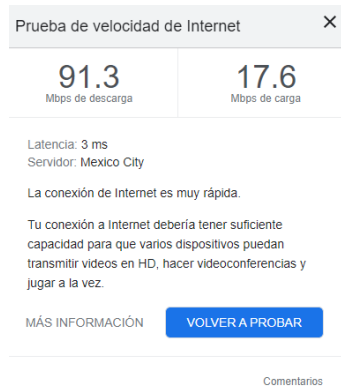 Prueba de velocidad de Internet
91.3
Mbps de descarga
17.6
Mbps de carga
Latencia: 3 ms
Servidor: Mexico City
La conexión de Internet es muy rápida.
Tu conexión a Internet debería tener suficiente
capacidad para que varios dispositivos puedan
transmitir videos en HD, hacer videoconferencias y
jugar a la vez.
MÁS INFORMACIÓN
VOLVER A PROBAR
Comentarios